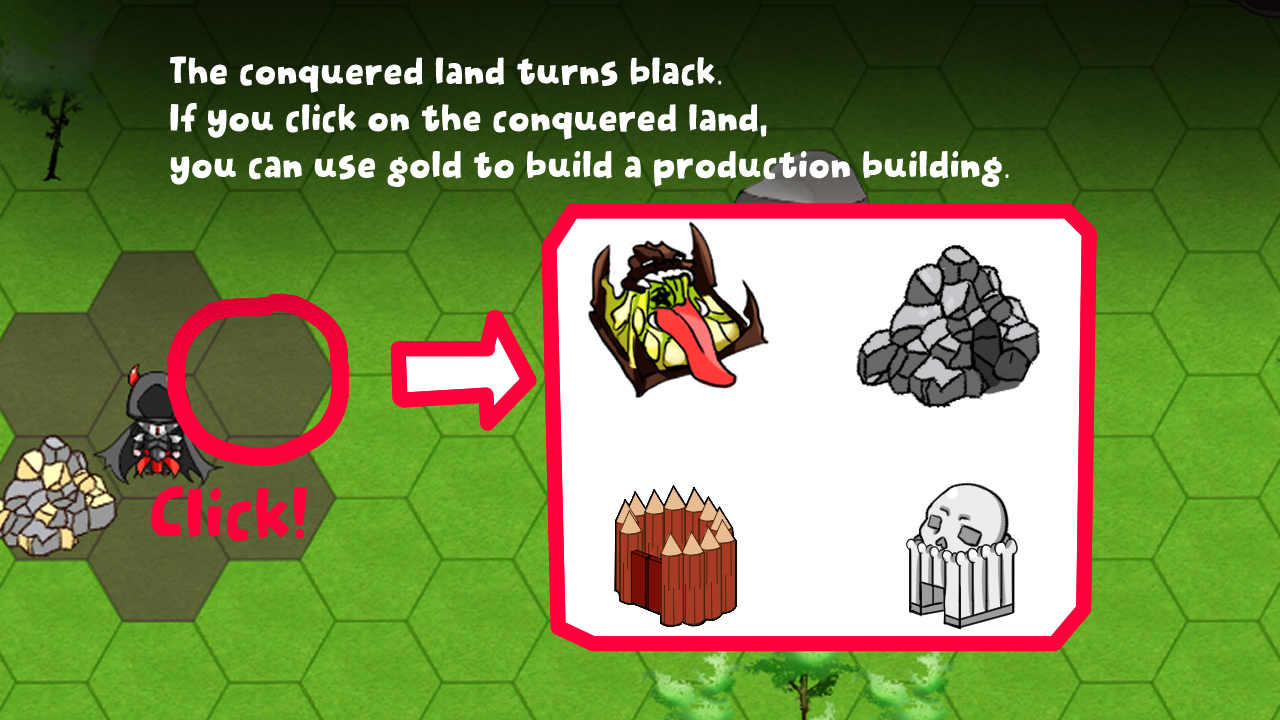 The conquered land turns black.
If you click on the conquered land,
you can use gold to build a production building.
Click!